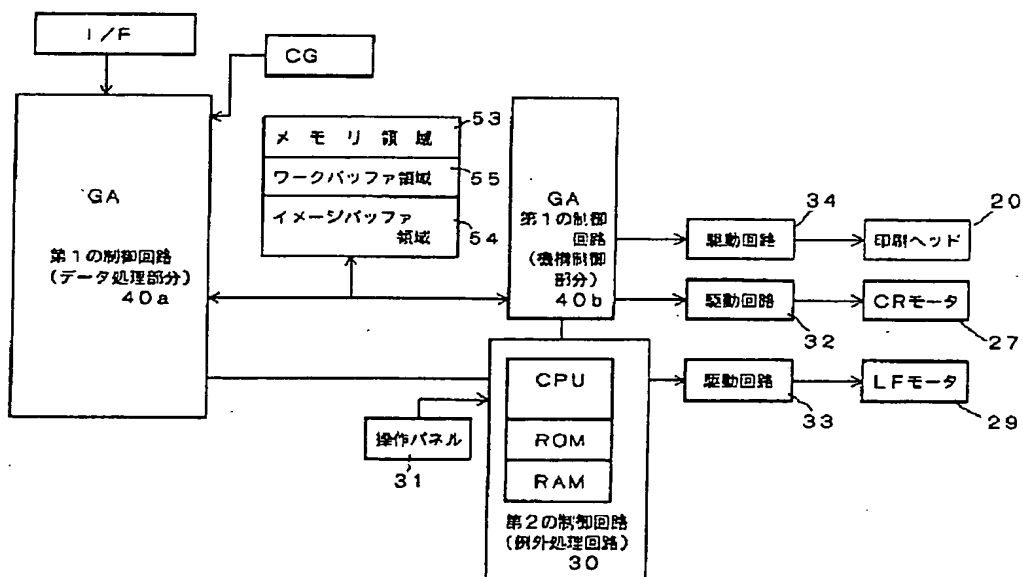 I/F
CG
GA
第1の制御回路
(データ処理部分)
40a
メモリ領域
53
ワークバッファ領域
55
イメージバッファ
領域
54
GA
第1の制御
回路
(機構制御
部分)
40b
駆動回路
34
印刷ヘッド
20
駆動回路
32
CRモータ
27
駆動回路
33
LFモータ
29
CPU
ROM
RAM
第2の制御回路
(例外処理回路)
30
操作パネル
31